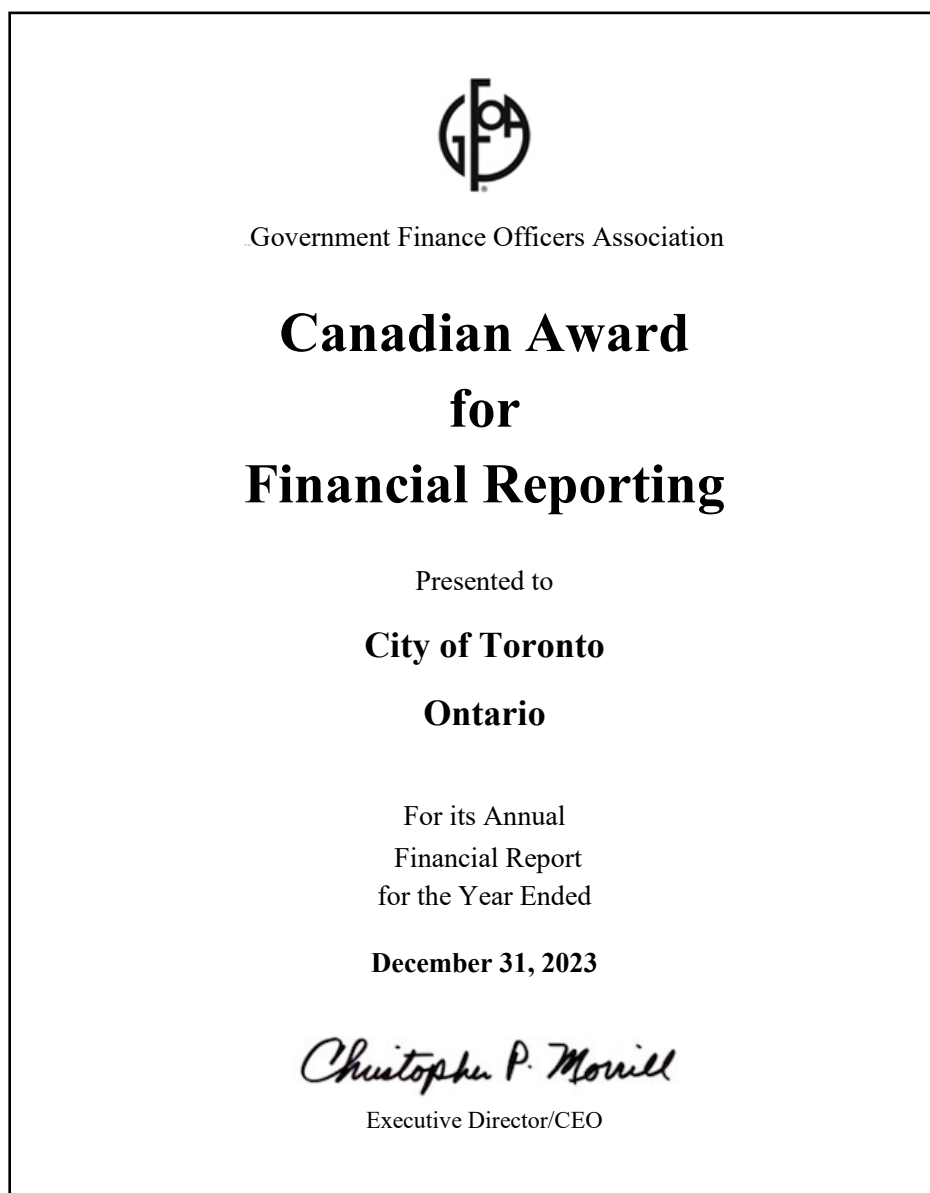 GFOA
Government Finance Officers Association
Canadian Award
for
Financial Reporting
Presented to
City of Toronto
Ontario
For its Annual
Financial Report
for the Year Ended
December 31, 2023
Christopher P. Morrill
Executive Director/CEO